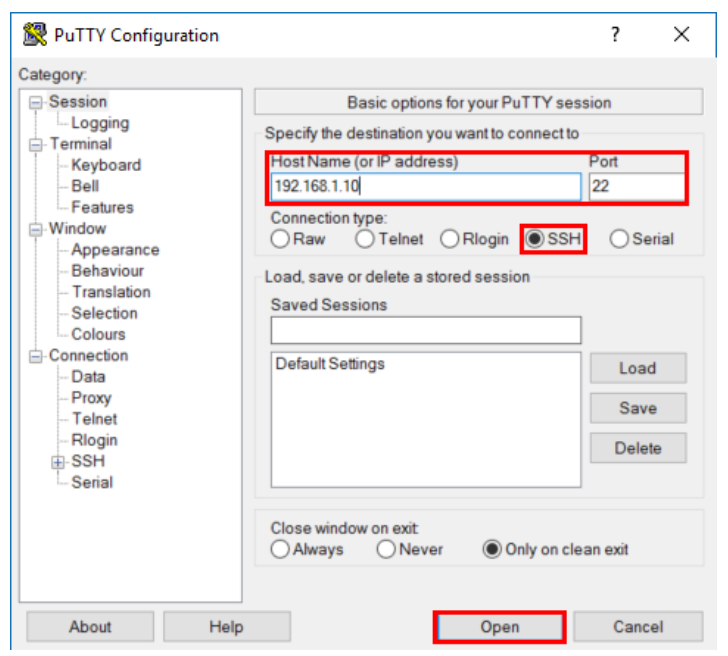 PuTTY Configuration
?
Category:
Session
Logging
Terminal
Keyboard
Bell
Features
Window
Appearance
Behaviour
Translation
Selection
Colours
Connection
Data
Proxy
Telnet
Rlogin
SSH
Serial
Basic options for your PuTTY session
Specify the destination you want to connect to
Host Name (or IP address) Port
192.168.1.10 22
Connection type:
Raw Telnet Rlogin SSH Serial
Load, save or delete a stored session
Saved Sessions
Default Settings
Load
Save
Delete
Close window on exit:
Always Never Only on clean exit
About Help Open Cancel